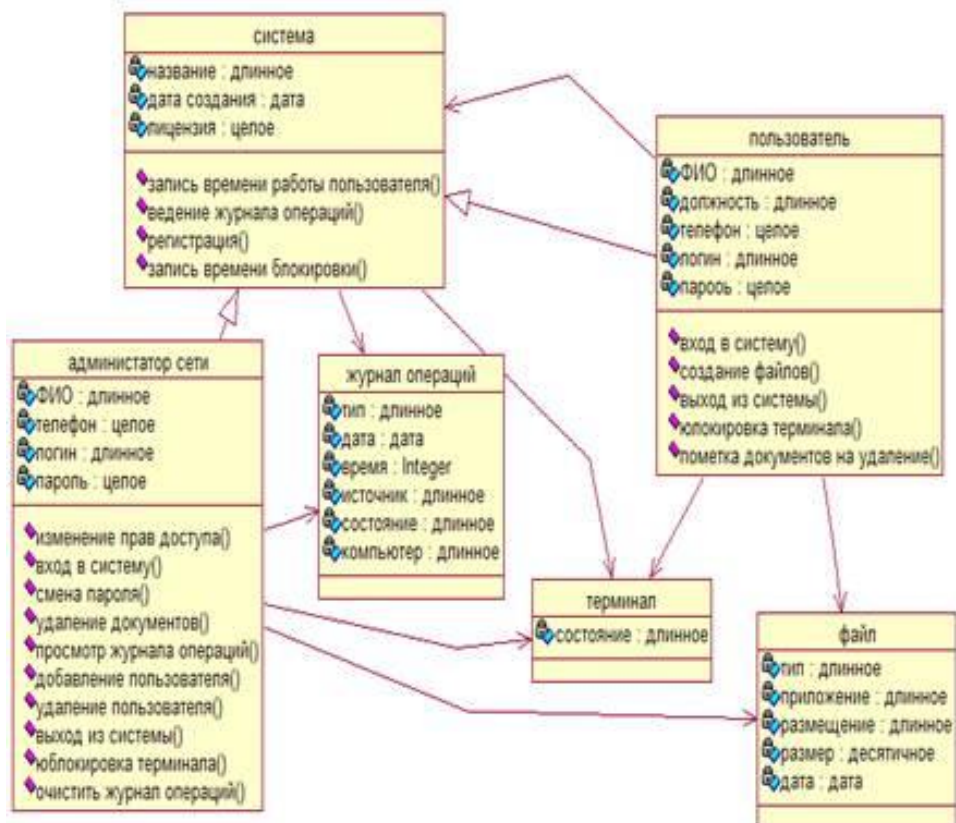 система
название : длинное
дата создания : дата
лицензия : целое
запись времени работы пользователя()
ведение журнала операций()
регистрация()
запись времени блокировки()
пользователь
ФИО : длинное
должность : длинное
телефон : целое
логин : длинное
парооь : целое
вход в систему()
создание файлов()
выход из системы()
юлокировка терминала()
пометка документов на удаление()
администатор сети
ФИО : длинное
телефон : целое
логин : длинное
пароль : целое
изменение прав доступа()
вход в систему()
смена пароля()
удаление документов()
просмотр журнала операций()
добавление пользователя()
удаление пользователя()
выход из системы()
юблокировка терминала()
очистить журнал операций()
журнал операций
тип : длинное
дата : дата
время : Integer
источник : длинное
состояние : длинное
компьютер : длинное
терминал
состояние : длинное
файл
тип : длинное
приложение : длинное
размещение : длинное
размер : десятичное
дата : дата